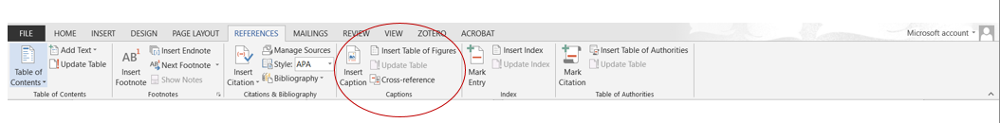 FILE HOME INSERT DESIGN PAGE LAYOUT REFERENCES MAILINGS REVIEW VIEW ZOTERO ACROBAT Microsoft account
Table of Contents
Add Text
Update Table
Table of Contents
AB1
Insert Footnote
Insert Endnote
AB1 Next Footnote
Show Notes
Footnotes
Insert Citation
Manage Sources
Style: APA
Bibliography
Citations & Bibliography
Insert Caption
Insert Table of Figures
Update Table
Cross-reference
Captions
Mark Entry
Insert Index
Update Index
Index
Mark Citation
Insert Table of Authorities
Update Table
Table of Authorities